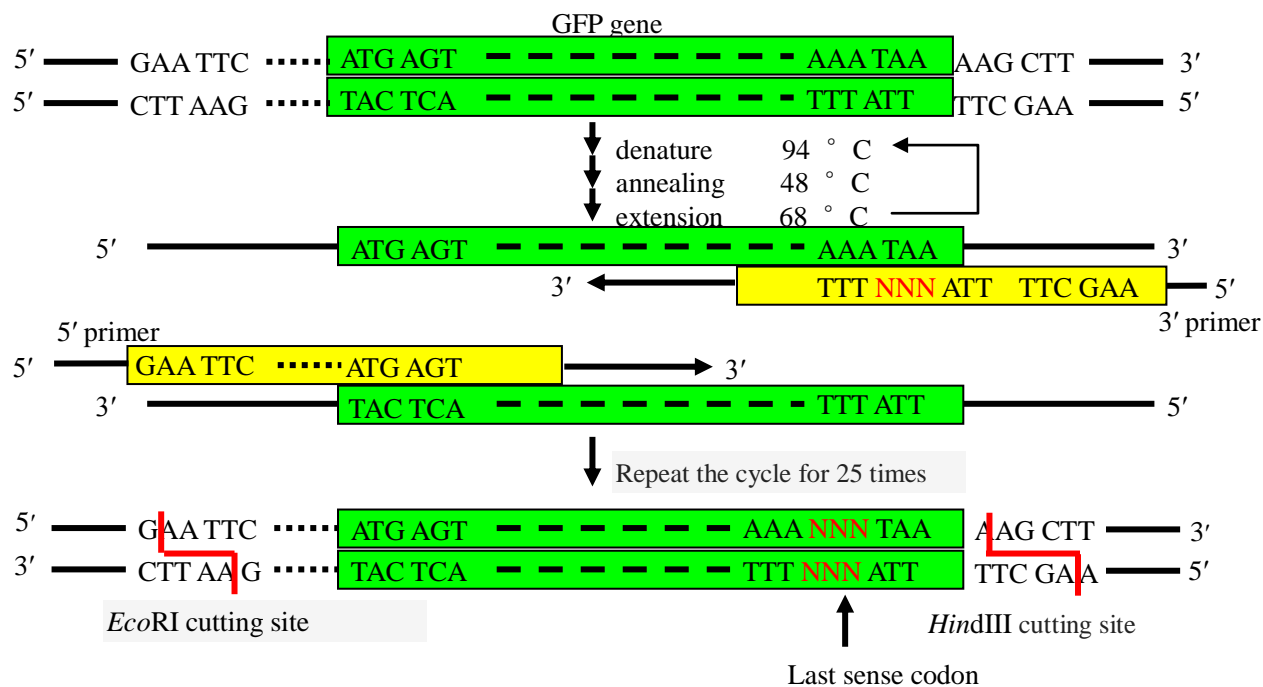 GFP gene
5′ GAA TTC ATG AGT AAA TAA AAG CTT 3′
5′ CTT AAG TAC TCA TTT ATT TTC GAA 5′
denature 94 ° C
annealing 48 ° C
extension 68 ° C
5′ ATG AGT AAA TAA 3′
3′ TTT NNN ATT TTC GAA 5′
3′ primer
5′ primer
5′ GAA TTC ATG AGT 3′
3′ TAC TCA TTT ATT 5′
Repeat the cycle for 25 times
5′ GAA TTC ATG AGT AAA NNN TAA AAG CTT 3′
3′ CTT AAG TAC TCA TTT NNN ATT TTC GAA 5′
EcoRI cutting site HindIII cutting site
Last sense codon